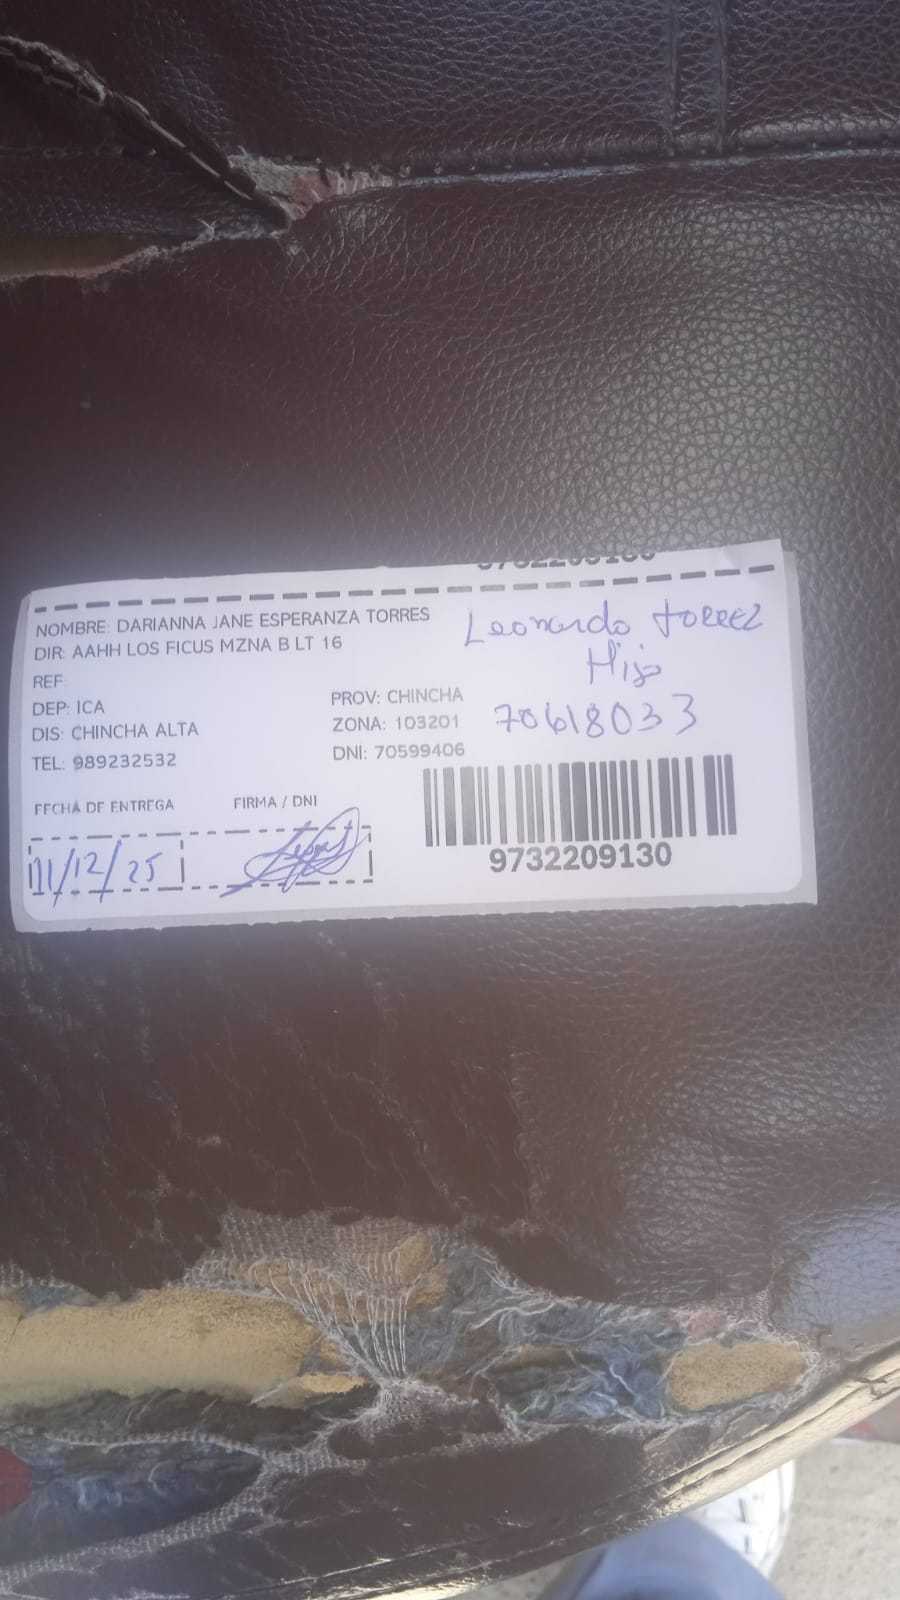 9732209130
NOMBRE: DARIANNA JANE ESPERANZA TORRES
DIR: AAHH LOS FICUS MZNA B LT 16
REF:
DEP: ICA
PROV: CHINCHA
DIS: CHINCHA ALTA
ZONA: 103201
TEL: 989232532
DNI: 70599406
Leonardo torrez
Hijo
70618033
FECHA DE ENTREGA
FIRMA / DNI
11/12/25
9732209130